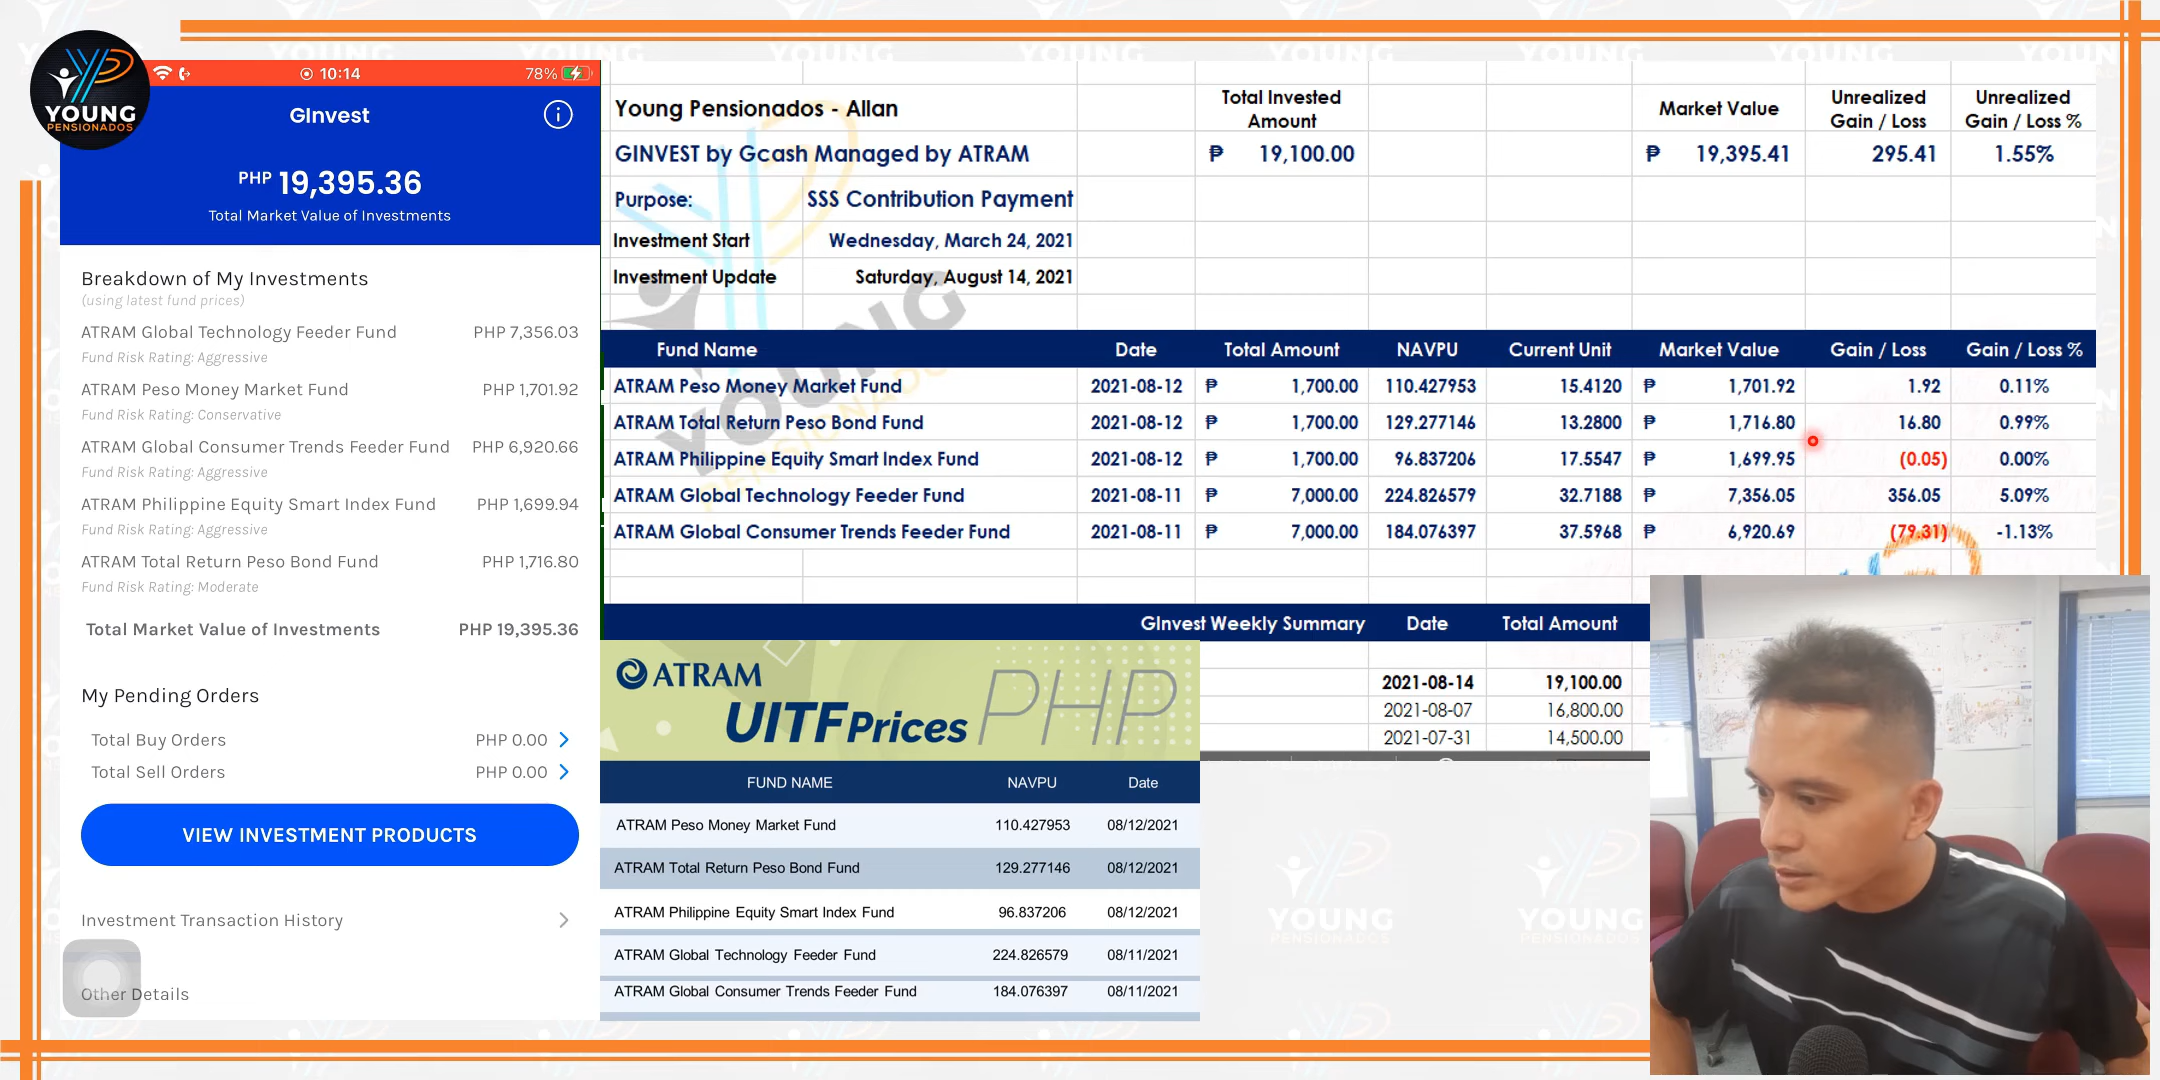 YOUNG
PENSIONADOS
10:14
78%
GInvest
PHP 19,395.36
Total Market Value of Investments
Breakdown of My Investments
(using latest fund prices)
ATRAM Global Technology Feeder Fund PHP 7,356.03
Fund Risk Rating: Aggressive
ATRAM Peso Money Market Fund PHP 1,701.92
Fund Risk Rating: Conservative
ATRAM Global Consumer Trends Feeder Fund PHP 6,920.66
Fund Risk Rating: Aggressive
ATRAM Philippine Equity Smart Index Fund PHP 1,699.94
Fund Risk Rating: Aggressive
ATRAM Total Return Peso Bond Fund PHP 1,716.80
Fund Risk Rating: Moderate
Total Market Value of Investments PHP 19,395.36
My Pending Orders
Total Buy Orders PHP 0.00
Total Sell Orders PHP 0.00
VIEW INVESTMENT PRODUCTS
Investment Transaction History
Other Details
Young Pensionados - Allan
Total Invested Amount
Market Value
Unrealized Gain / Loss
Unrealized Gain / Loss %
GINVEST by Gcash Managed by ATRAM ₱ 19,100.00 ₱ 19,395.41 295.41 1.55%
Purpose: SSS Contribution Payment
Investment Start Wednesday, March 24, 2021
Investment Update Saturday, August 14, 2021
Fund Name Date Total Amount NAVPU Current Unit Market Value Gain / Loss Gain / Loss %
ATRAM Peso Money Market Fund 2021-08-12 ₱ 1,700.00 110.427953 15.4120 ₱ 1,701.92 1.92 0.11%
ATRAM Total Return Peso Bond Fund 2021-08-12 ₱ 1,700.00 129.277146 13.2800 ₱ 1,716.80 16.80 0.99%
ATRAM Philippine Equity Smart Index Fund 2021-08-12 ₱ 1,700.00 96.837206 17.5547 ₱ 1,699.95 (0.05) 0.00%
ATRAM Global Technology Feeder Fund 2021-08-11 ₱ 7,000.00 224.826579 32.7188 ₱ 7,356.05 356.05 5.09%
ATRAM Global Consumer Trends Feeder Fund 2021-08-11 ₱ 7,000.00 184.076397 37.5968 ₱ 6,920.69 (79.31) -1.13%
GInvest Weekly Summary Date Total Amount
2021-08-14 19,100.00
2021-08-07 16,800.00
2021-07-31 14,500.00
YOUNG
PENSIONADOS
ATRAM
UITF Prices PHP
FUND NAME NAVPU Date
ATRAM Peso Money Market Fund 110.427953 08/12/2021
ATRAM Total Return Peso Bond Fund 129.277146 08/12/2021
ATRAM Philippine Equity Smart Index Fund 96.837206 08/12/2021
ATRAM Global Technology Feeder Fund 224.826579 08/11/2021
ATRAM Global Consumer Trends Feeder Fund 184.076397 08/11/2021
YOUNG
PENSIONADOS
YOUNG
PENSIONADOS